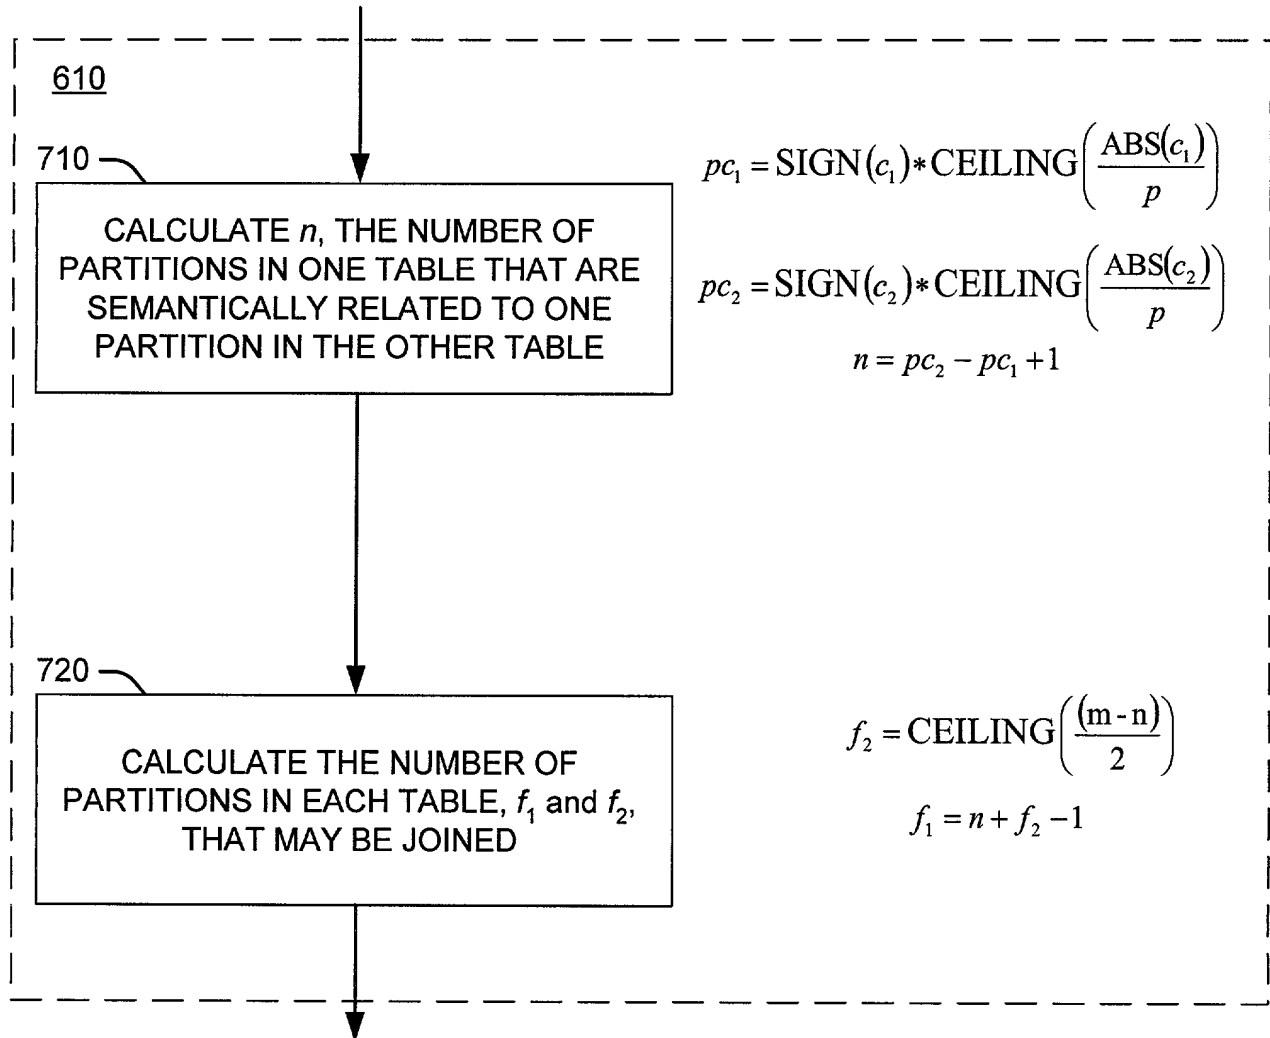 610
710
CALCULATE n, THE NUMBER OF
PARTITIONS IN ONE TABLE THAT ARE
SEMANTICALLY RELATED TO ONE
PARTITION IN THE OTHER TABLE
pc₁ = SIGN(c₁)*CEILING(ABS(c₁)/p)
pc₂ = SIGN(c₂)*CEILING(ABS(c₂)/p)
n = pc₂ − pc₁ + 1
720
CALCULATE THE NUMBER OF
PARTITIONS IN EACH TABLE, f₁ and f₂,
THAT MAY BE JOINED
f₂ = CEILING((m-n)/2)
f₁ = n + f₂ − 1